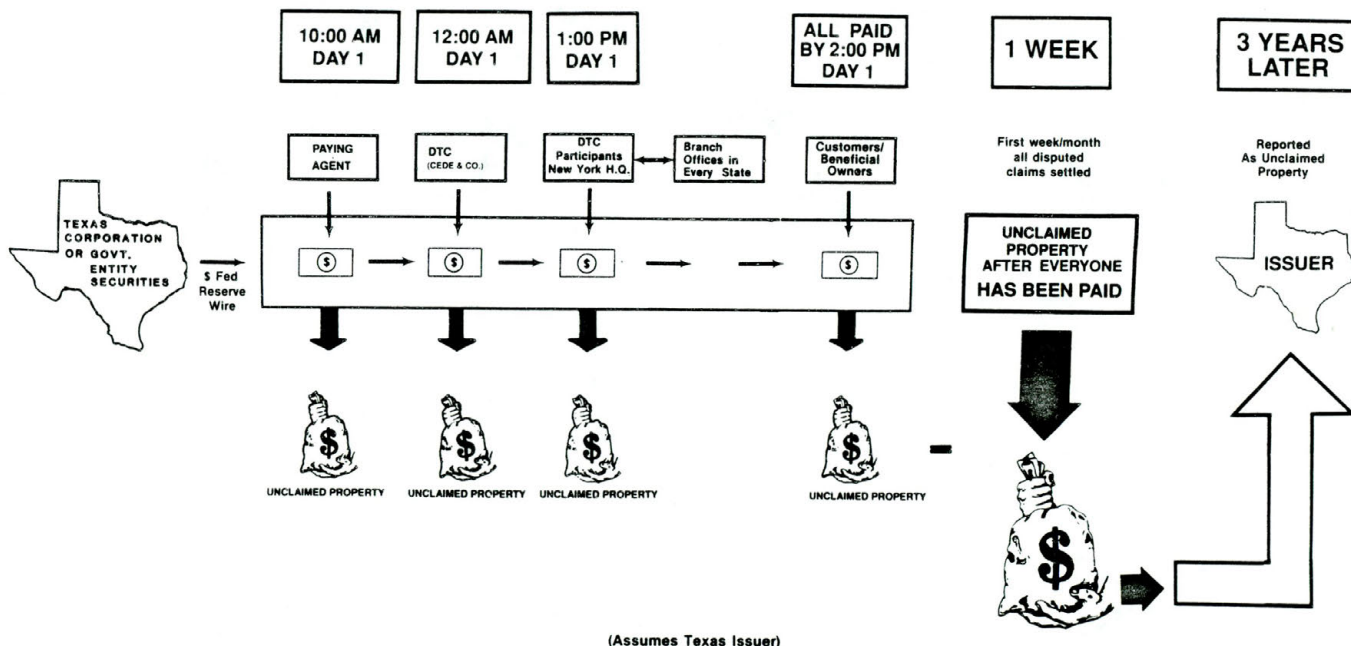 10:00 AM
DAY 1
12:00 AM
DAY 1
1:00 PM
DAY 1
ALL PAID
BY 2:00 PM
DAY 1
1 WEEK
3 YEARS
LATER
PAYING
AGENT
DTC
(CEDE & CO.)
DTC
Participants
New York H.Q.
Branch
Offices in
Every State
Customers/
Beneficial
Owners
First week/month
all disputed
claims settled
Reported
As Unclaimed
Property
TEXAS
CORPORATION
OR GOVT.
ENTITY
SECURITIES
$ Fed
Reserve
Wire
$
$
$
$
UNCLAIMED
PROPERTY
AFTER EVERYONE
HAS BEEN PAID
ISSUER
$
UNCLAIMED PROPERTY
$
UNCLAIMED PROPERTY
$
UNCLAIMED PROPERTY
$
UNCLAIMED PROPERTY
$
(Assumes Texas Issuer)